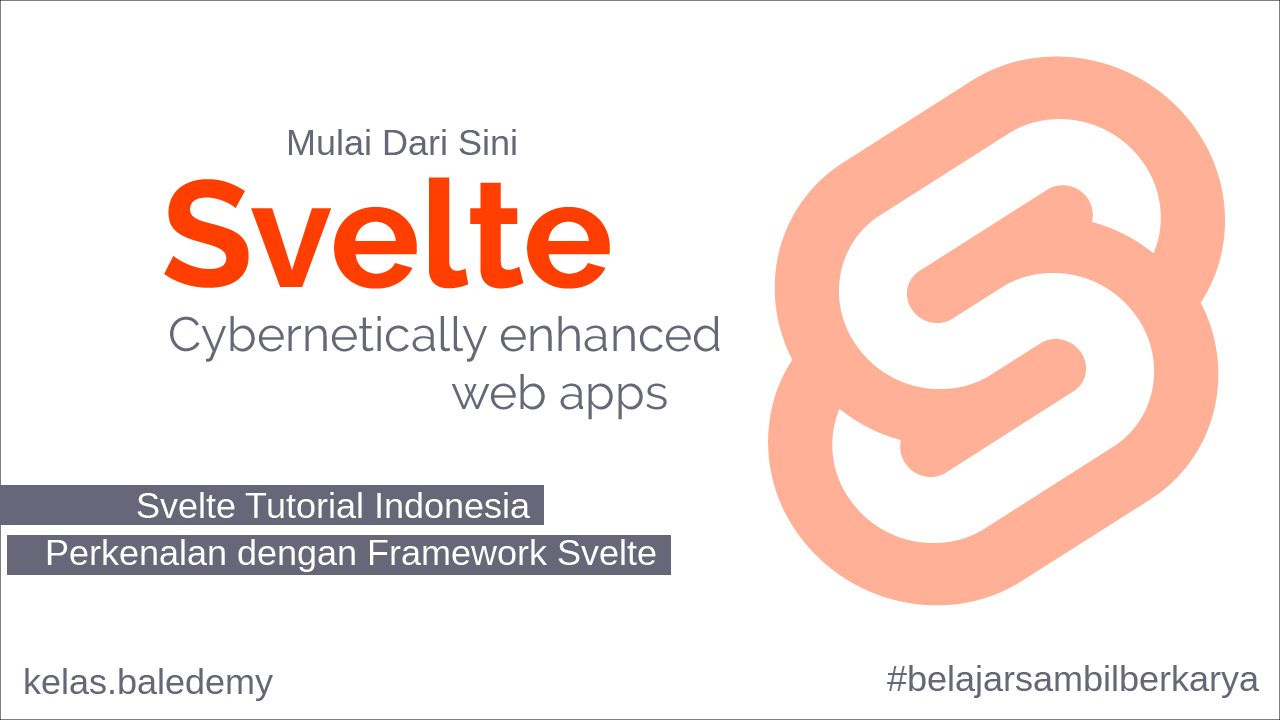 Mulai Dari Sini
Svelte
Cybernetically enhanced
web apps
Svelte Tutorial Indonesia
Perkenalan dengan Framework Svelte
kelas.baledemy
#belajarsambilberkarya